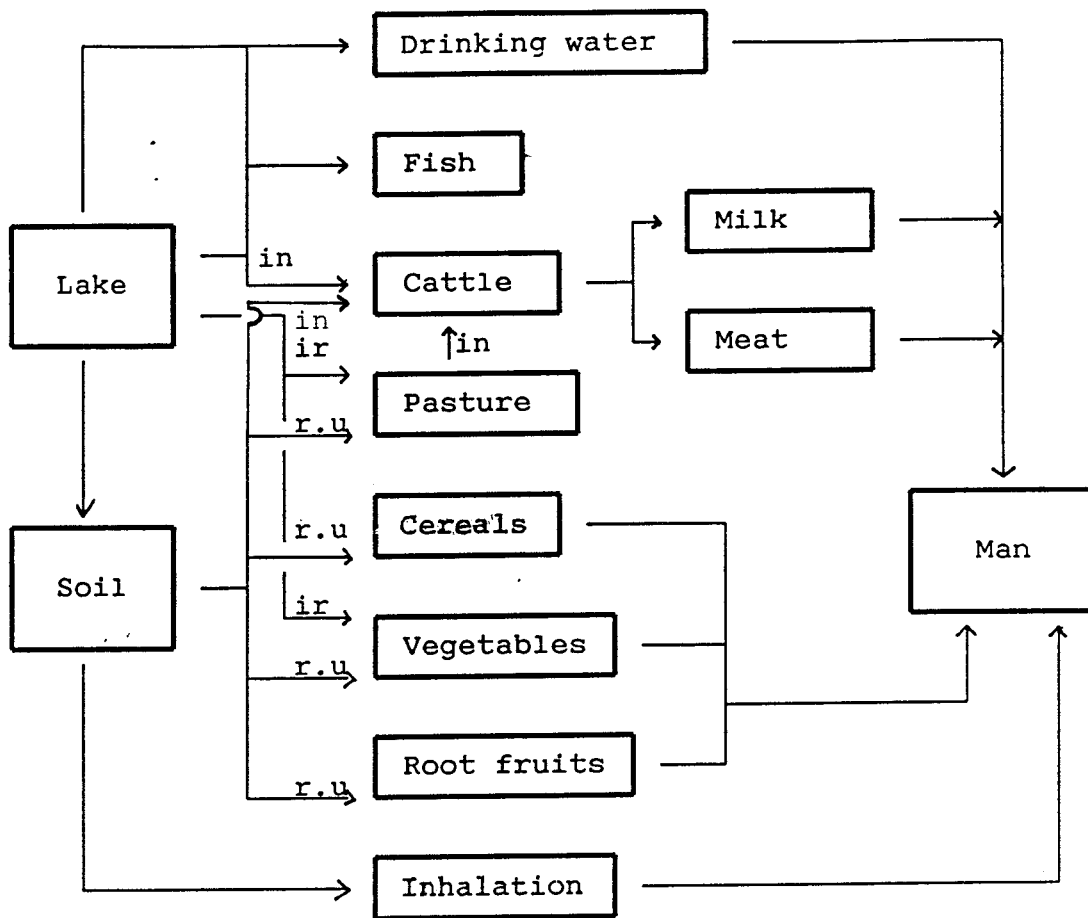 Drinking water
Fish
Milk
in
Lake
Cattle
in
Meat
ir
in
Pasture
r.u
Cereals
r.u
Man
Soil
ir
Vegetables
r.u
Root fruits
r.u
Inhalation